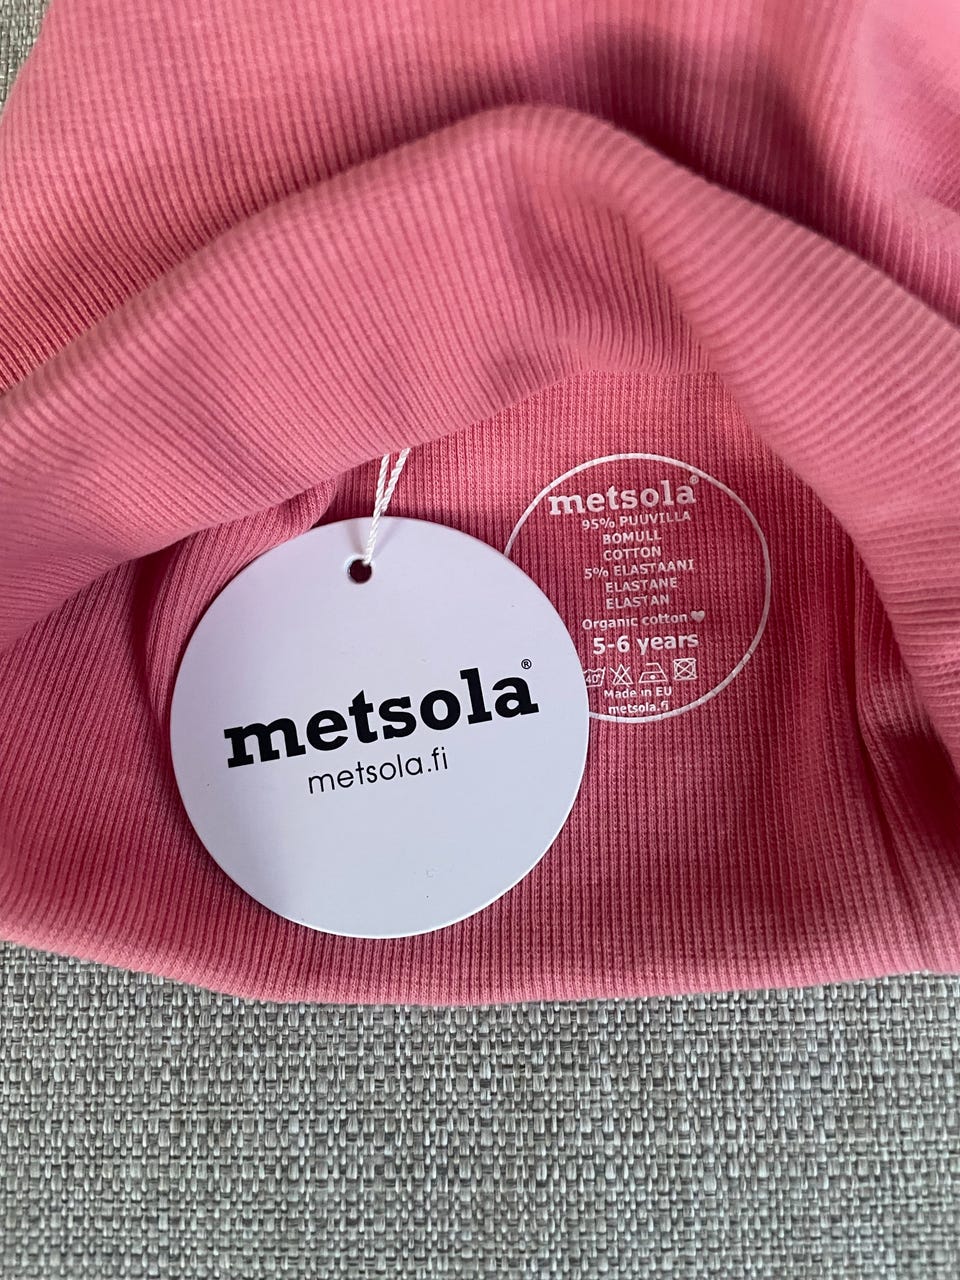 metsola®
metsola.fi
metsola®
95% PUUVILLA
BOMULL
COTTON
5% ELASTAANI
ELASTANE
ELASTAN
Organic cotton ♥
5-6 years
40°
Made in EU
metsola.fi